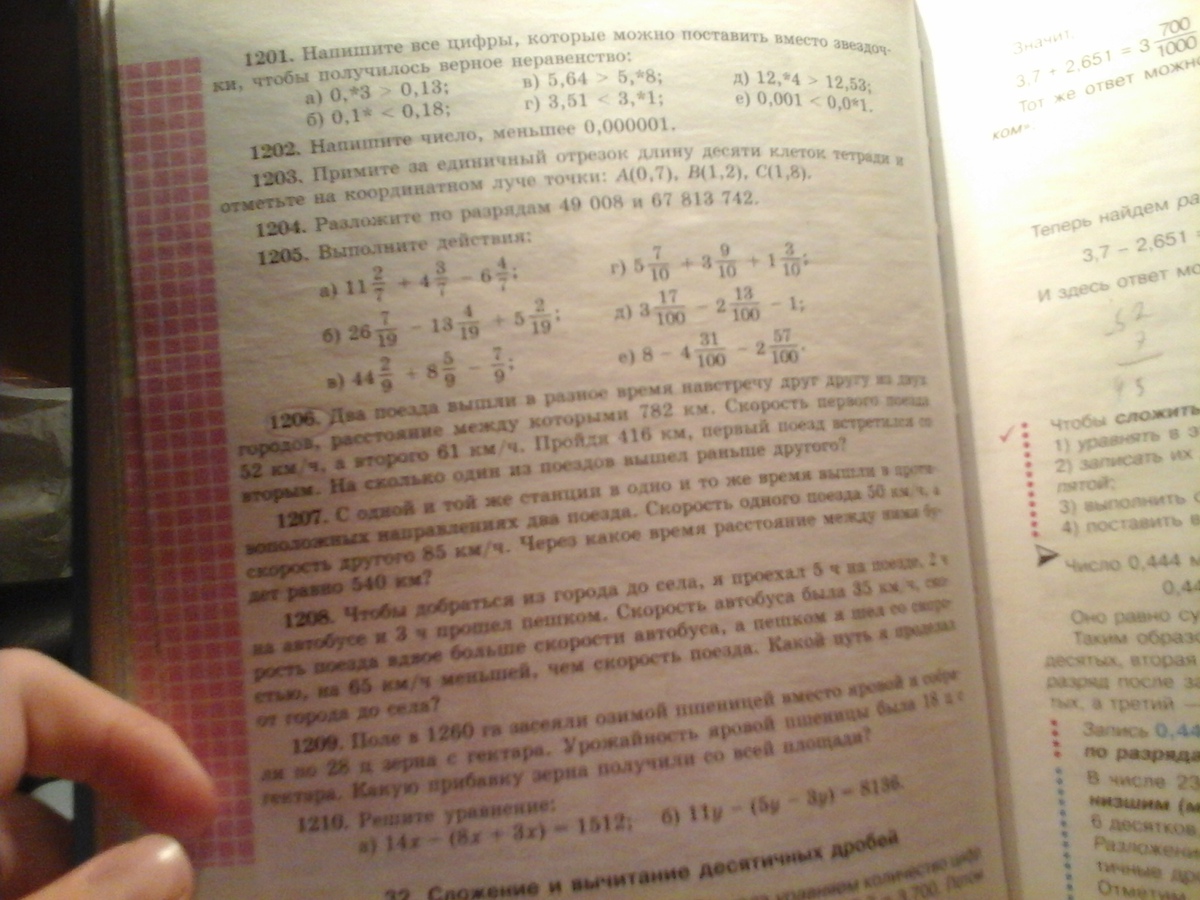 1201. Напишите все цифры, которые можно поставить вместо звездоч-
ки, чтобы получилось верное неравенство:
а) 0,*3 > 0,13; в) 5,64 > 5,*8; д) 12,*4 > 12,53;
б) 0,1* < 0,18; г) 3,51 < 3,*1; е) 0,001 < 0,0*1.
1202. Напишите число, меньшее 0,000001.
1203. Примите за единичный отрезок длину десяти клеток тетради и
отметьте на координатном луче точки: A(0,7), B(1,2), C(1,8).
1204. Разложите по разрядам 49 008 и 67 813 742.
1205. Выполните действия:
а) 11 2/7 + 4 3/7 − 6 4/7; г) 5 7/10 + 3 9/10 + 1 3/10;
б) 26 7/19 − 13 4/19 + 5 2/19; д) 3 17/100 − 2 13/100 − 1;
в) 44 2/9 + 8 5/9 − 7/9; е) 8 − 4 31/100 − 2 57/100.
1206. Два поезда вышли в разное время навстречу друг другу из двух
городов, расстояние между которыми 782 км. Скорость первого поезда
52 км/ч, а второго 61 км/ч. Пройдя 416 км, первый поезд встретился со
вторым. На сколько один из поездов вышел раньше другого?
1207. С одной и той же станции в одно и то же время вышли в проти-
воположных направлениях два поезда. Скорость одного поезда 50 км/ч, а
скорость другого 85 км/ч. Через какое время расстояние между ними бу-
дет равно 540 км?
1208. Чтобы добраться из города до села, я проехал 5 ч на поезде, 2 ч
на автобусе и 3 ч прошел пешком. Скорость автобуса была 35 км/ч, ско-
рость поезда вдвое больше скорости автобуса, а пешком я шел со скоро-
стью, на 65 км/ч меньшей, чем скорость поезда. Какой путь я проделал
от города до села?
1209. Поле в 1260 га засеяли озимой пшеницей вместо яровой и собра-
ли по 28 ц зерна с гектара. Урожайность яровой пшеницы была 18 ц с
гектара. Какую прибавку зерна получили со всей площади?
1210. Решите уравнение:
а) 14x − (8x + 3x) = 1512; б) 11y − (5y − 3y) = 8136.
32. Сложение и вычитание десятичных дробей
уравняем количество цифр
Значит,
3,7 + 2,651 = 3 700/1000
Тот же ответ можно
ком»:
Теперь найдем ра
3,7 − 2,651 =
И здесь ответ мо
52
7
45
Чтобы сложить
1) уравнять в э
2) записать их
пятой;
3) выполнить
4) поставить в
Число 0,444 м
0,44
Оно равно су
Таким образ
десятых, вторая
разряд после за
тых, а третий —
Запись 0,44
по разряда
В числе 23
низшим (м
6 десятков
Разложени
тичные др
Отметим